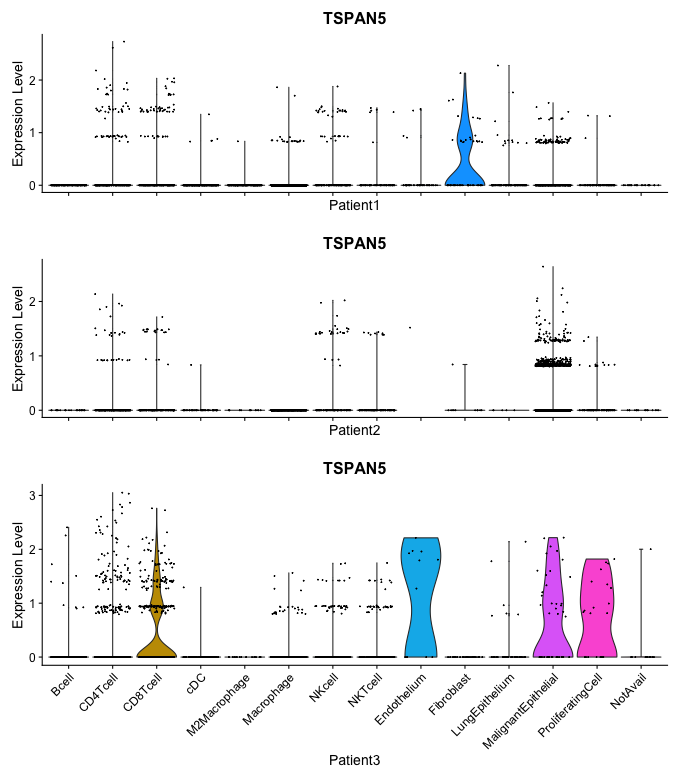 TSPAN5
Expression Level
2
1
0
Patient1
TSPAN5
Expression Level
2
1
0
Patient2
TSPAN5
Expression Level
3
2
1
0
Bcell
CD4Tcell
CD8Tcell
cDC
M2Macrophage
Macrophage
NKcell
NKTcell
Endothelium
Fibroblast
LungEpithelium
MalignantEpithelial
ProliferatingCell
NotAvail
Patient3